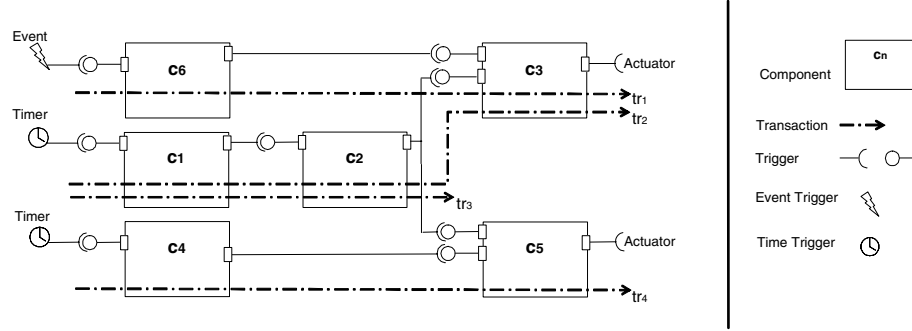 Event
C6
C3
Actuator
tr1
tr2
Timer
C1
C2
tr3
Timer
C4
C5
Actuator
tr4
Component
Cn
Transaction
Trigger
Event Trigger
Time Trigger